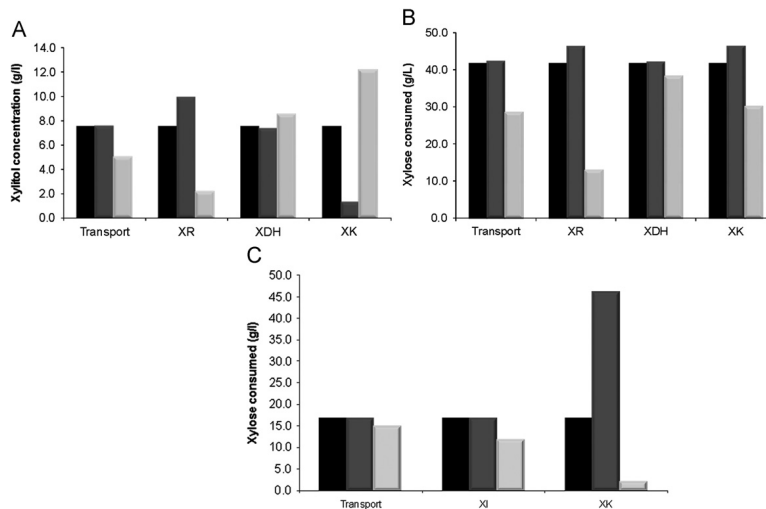 A
Xylitol concentration (g/l)
14.0
12.0
10.0
8.0
6.0
4.0
2.0
0.0
Transport XR XDH XK
B
Xylose consumed (g/L)
50.0
40.0
30.0
20.0
10.0
0.0
Transport XR XDH XK
C
Xylose consumed (g/l)
50.0
45.0
40.0
35.0
30.0
25.0
20.0
15.0
10.0
5.0
0.0
Transport XI XK